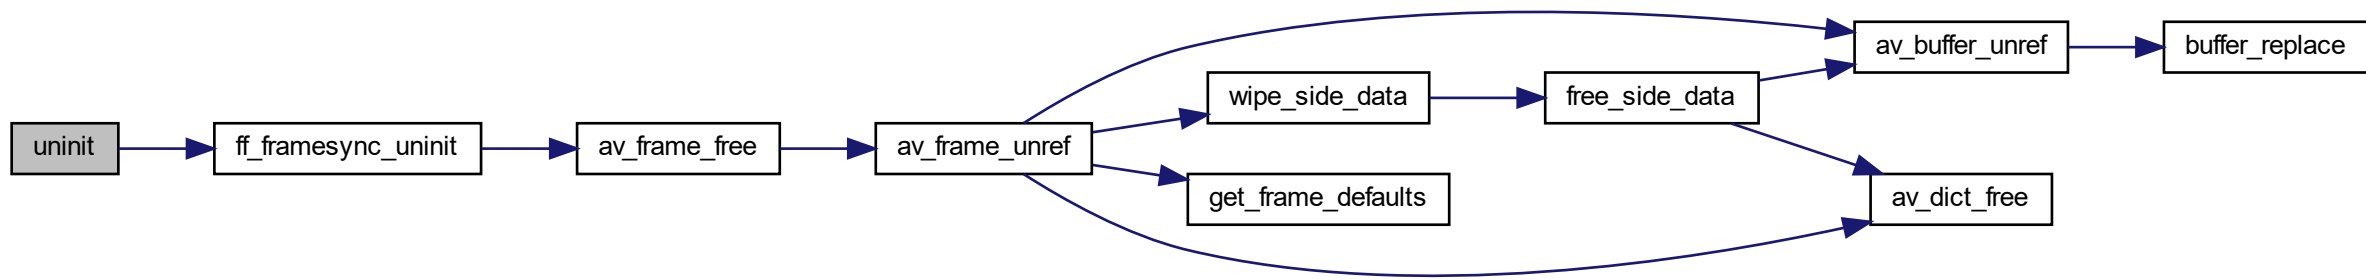 uninit
ff_framesync_uninit
av_frame_free
av_frame_unref
wipe_side_data
get_frame_defaults
free_side_data
av_buffer_unref
av_dict_free
buffer_replace